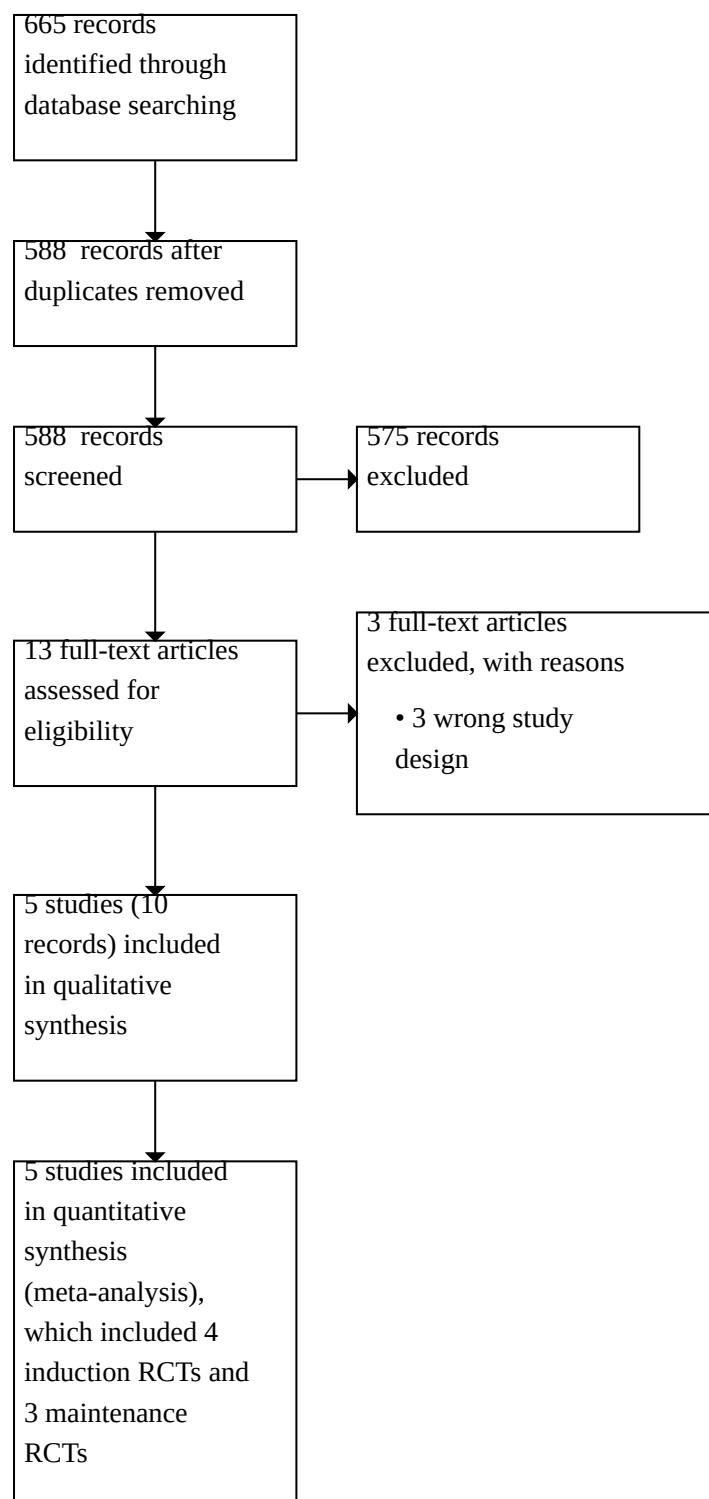 665 records
identified through
database searching
588  records after
duplicates removed
588  records
screened
575 records
excluded
13 full-text articles
assessed for
eligibility
3 full-text articles
excluded, with reasons
• 3 wrong study
design
5 studies (10
records) included
in qualitative
synthesis
5 studies included
in quantitative
synthesis
(meta-analysis),
which included 4
induction RCTs and
3 maintenance
RCTs